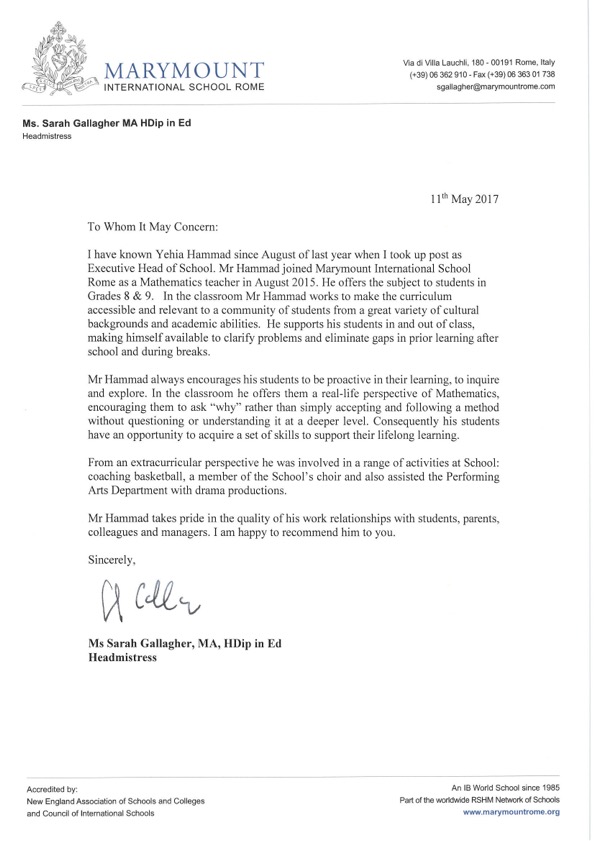 MARYMOUNT
INTERNATIONAL SCHOOL ROME
Via di Villa Lauchli, 180 - 00191 Rome, Italy
(+39) 06 362 910 - Fax (+39) 06 363 01 738
sgallagher@marymountrome.com
Ms. Sarah Gallagher MA HDip in Ed
Headmistress
11th May 2017
To Whom It May Concern:
I have known Yehia Hammad since August of last year when I took up post as
Executive Head of School. Mr Hammad joined Marymount International School
Rome as a Mathematics teacher in August 2015. He offers the subject to students in
Grades 8 & 9. In the classroom Mr Hammad works to make the curriculum
accessible and relevant to a community of students from a great variety of cultural
backgrounds and academic abilities. He supports his students in and out of class,
making himself available to clarify problems and eliminate gaps in prior learning after
school and during breaks.
Mr Hammad always encourages his students to be proactive in their learning, to inquire
and explore. In the classroom he offers them a real-life perspective of Mathematics,
encouraging them to ask “why” rather than simply accepting and following a method
without questioning or understanding it at a deeper level. Consequently his students
have an opportunity to acquire a set of skills to support their lifelong learning.
From an extracurricular perspective he was involved in a range of activities at School:
coaching basketball, a member of the School’s choir and also assisted the Performing
Arts Department with drama productions.
Mr Hammad takes pride in the quality of his work relationships with students, parents,
colleagues and managers. I am happy to recommend him to you.
Sincerely,
Ms Sarah Gallagher, MA, HDip in Ed
Headmistress
Accredited by:
New England Association of Schools and Colleges
and Council of International Schools
An IB World School since 1985
Part of the worldwide RSHM Network of Schools
www.marymountrome.org